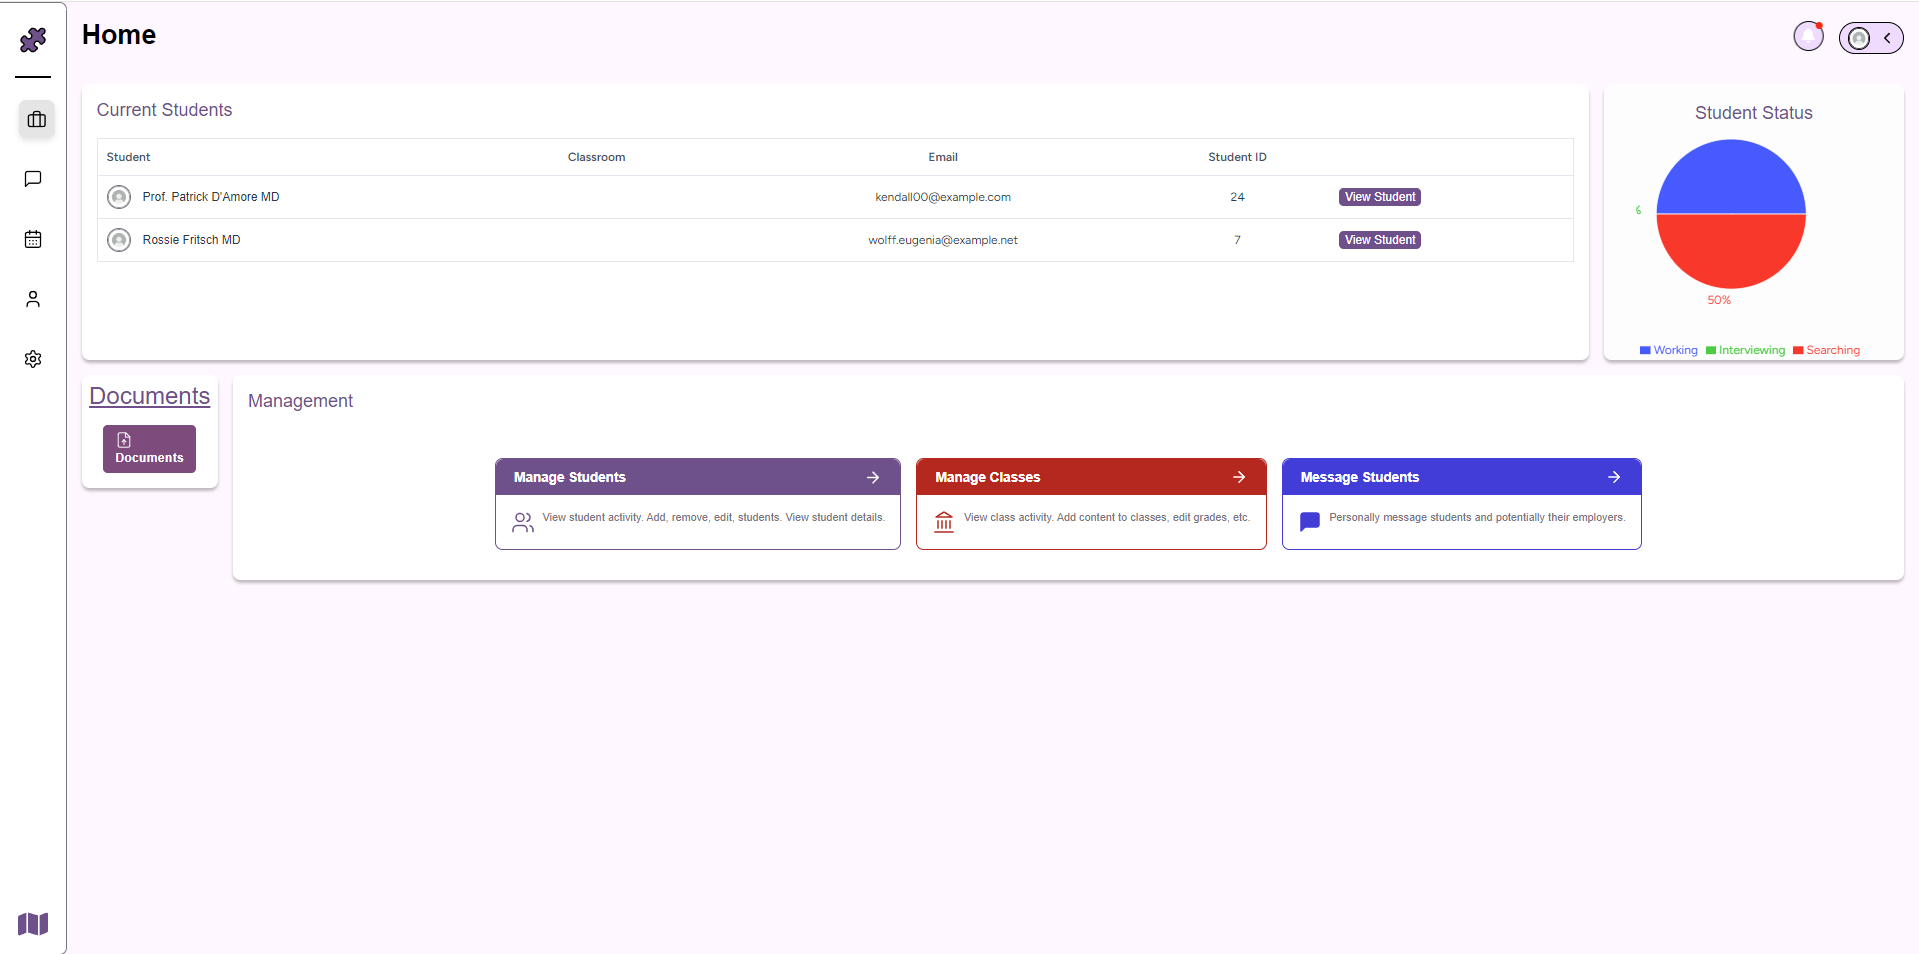 Home
Current Students
Student Classroom Email Student ID
Prof. Patrick D'Amore MD kendall00@example.com 24 View Student
Rossie Fritsch MD wolff.eugenia@example.net 7 View Student
Student Status
50%
Working Interviewing Searching
Documents
Documents
Management
Manage Students
View student activity. Add, remove, edit, students. View student details.
Manage Classes
View class activity. Add content to classes, edit grades, etc.
Message Students
Personally message students and potentially their employers.